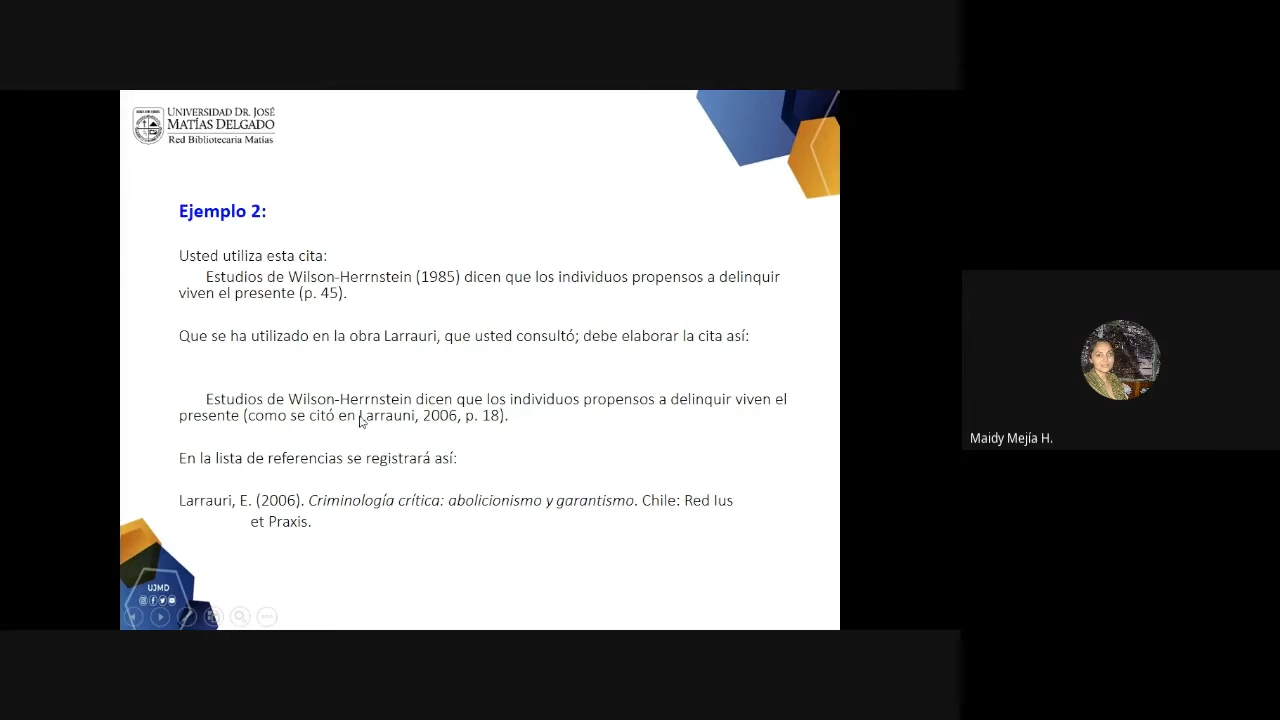 UNIVERSIDAD DR. JOSÉ
MATÍAS DELGADO
Red Bibliotecaria Matías
Ejemplo 2:
Usted utiliza esta cita:
Estudios de Wilson-Herrnstein (1985) dicen que los individuos propensos a delinquir
viven el presente (p. 45).
Que se ha utilizado en la obra Larrauri, que usted consultó; debe elaborar la cita así:
Estudios de Wilson-Herrnstein dicen que los individuos propensos a delinquir viven el
presente (como se citó en Larrauni, 2006, p. 18).
En la lista de referencias se registrará así:
Larrauri, E. (2006). Criminología crítica: abolicionismo y garantismo. Chile: Red Ius
et Praxis.
UJMD
Maidy Mejía H.